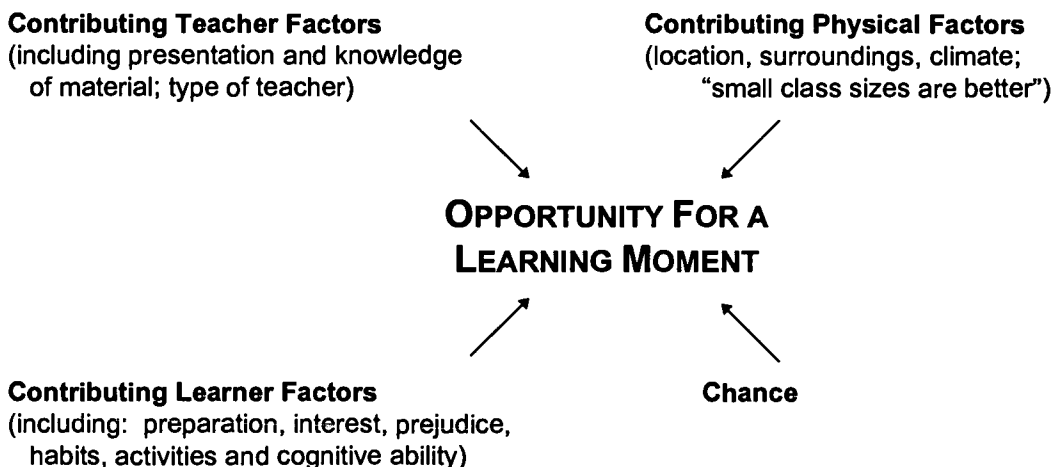 Contributing Teacher Factors
(including presentation and knowledge
of material; type of teacher)
Contributing Physical Factors
(location, surroundings, climate;
“small class sizes are better”)
OPPORTUNITY FOR A
LEARNING MOMENT
Contributing Learner Factors
(including: preparation, interest, prejudice,
habits, activities and cognitive ability)
Chance